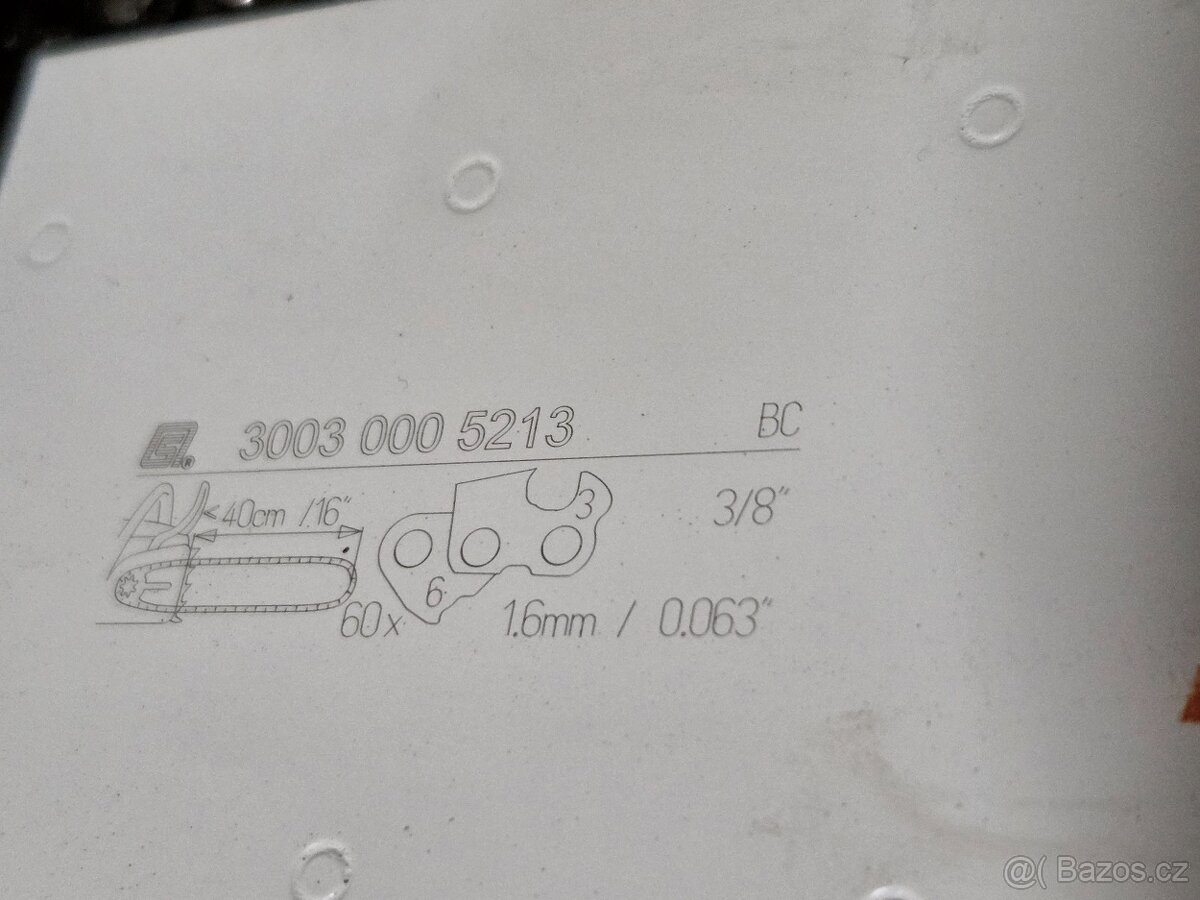 3003 000 5213 BC
40cm /16"
3 3/8"
6
60x 1.6mm / 0.063"
@( Bazos.cz